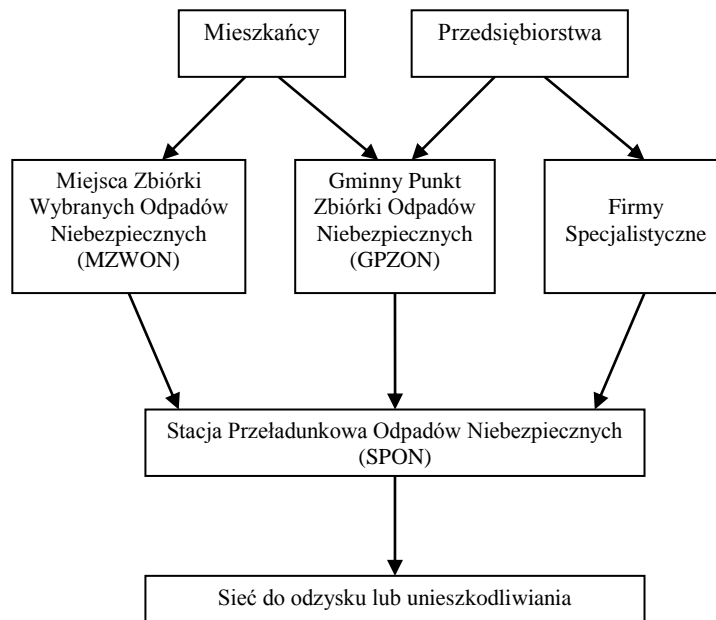 Mieszkańcy
Przedsiębiorstwa
Miejsca Zbiórki
Wybranych Odpadów
Niebezpiecznych
(MZWON)
Gminny Punkt
Zbiórki Odpadów
Niebezpiecznych
(GPZON)
Firmy
Specjalistyczne
Stacja Przeładunkowa Odpadów Niebezpiecznych
(SPON)
Sieć do odzysku lub unieszkodliwiania